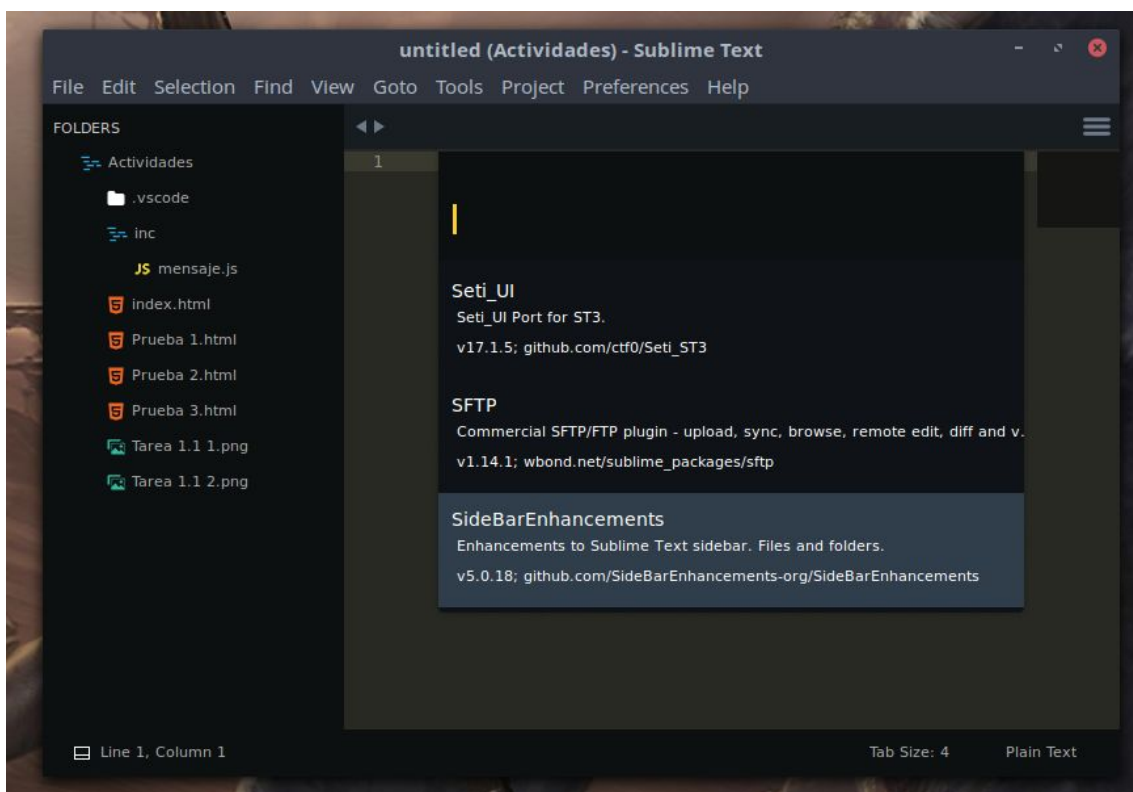 untitled (Actividades) - Sublime Text
File Edit Selection Find View Goto Tools Project Preferences Help
FOLDERS
Actividades
.vscode
inc
JS mensaje.js
index.html
Prueba 1.html
Prueba 2.html
Prueba 3.html
Tarea 1.1 1.png
Tarea 1.1 2.png
1
Seti_UI
Seti_UI Port for ST3.
v17.1.5; github.com/ctf0/Seti_ST3
SFTP
Commercial SFTP/FTP plugin - upload, sync, browse, remote edit, diff and v.
v1.14.1; wbond.net/sublime_packages/sftp
SideBarEnhancements
Enhancements to Sublime Text sidebar. Files and folders.
v5.0.18; github.com/SideBarEnhancements-org/SideBarEnhancements
Line 1, Column 1
Tab Size: 4
Plain Text